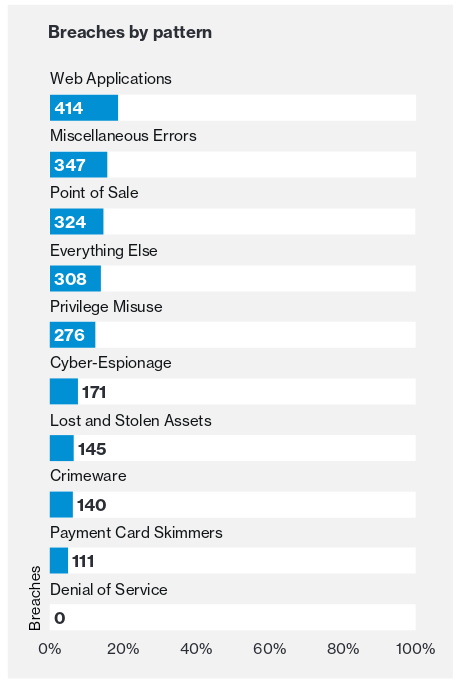 Breaches by pattern
Web Applications
414
Miscellaneous Errors
347
Point of Sale
324
Everything Else
308
Privilege Misuse
276
Cyber-Espionage
171
Lost and Stolen Assets
145
Crimeware
140
Payment Card Skimmers
111
Denial of Service
0
Breaches
0% 20% 40% 60% 80% 100%